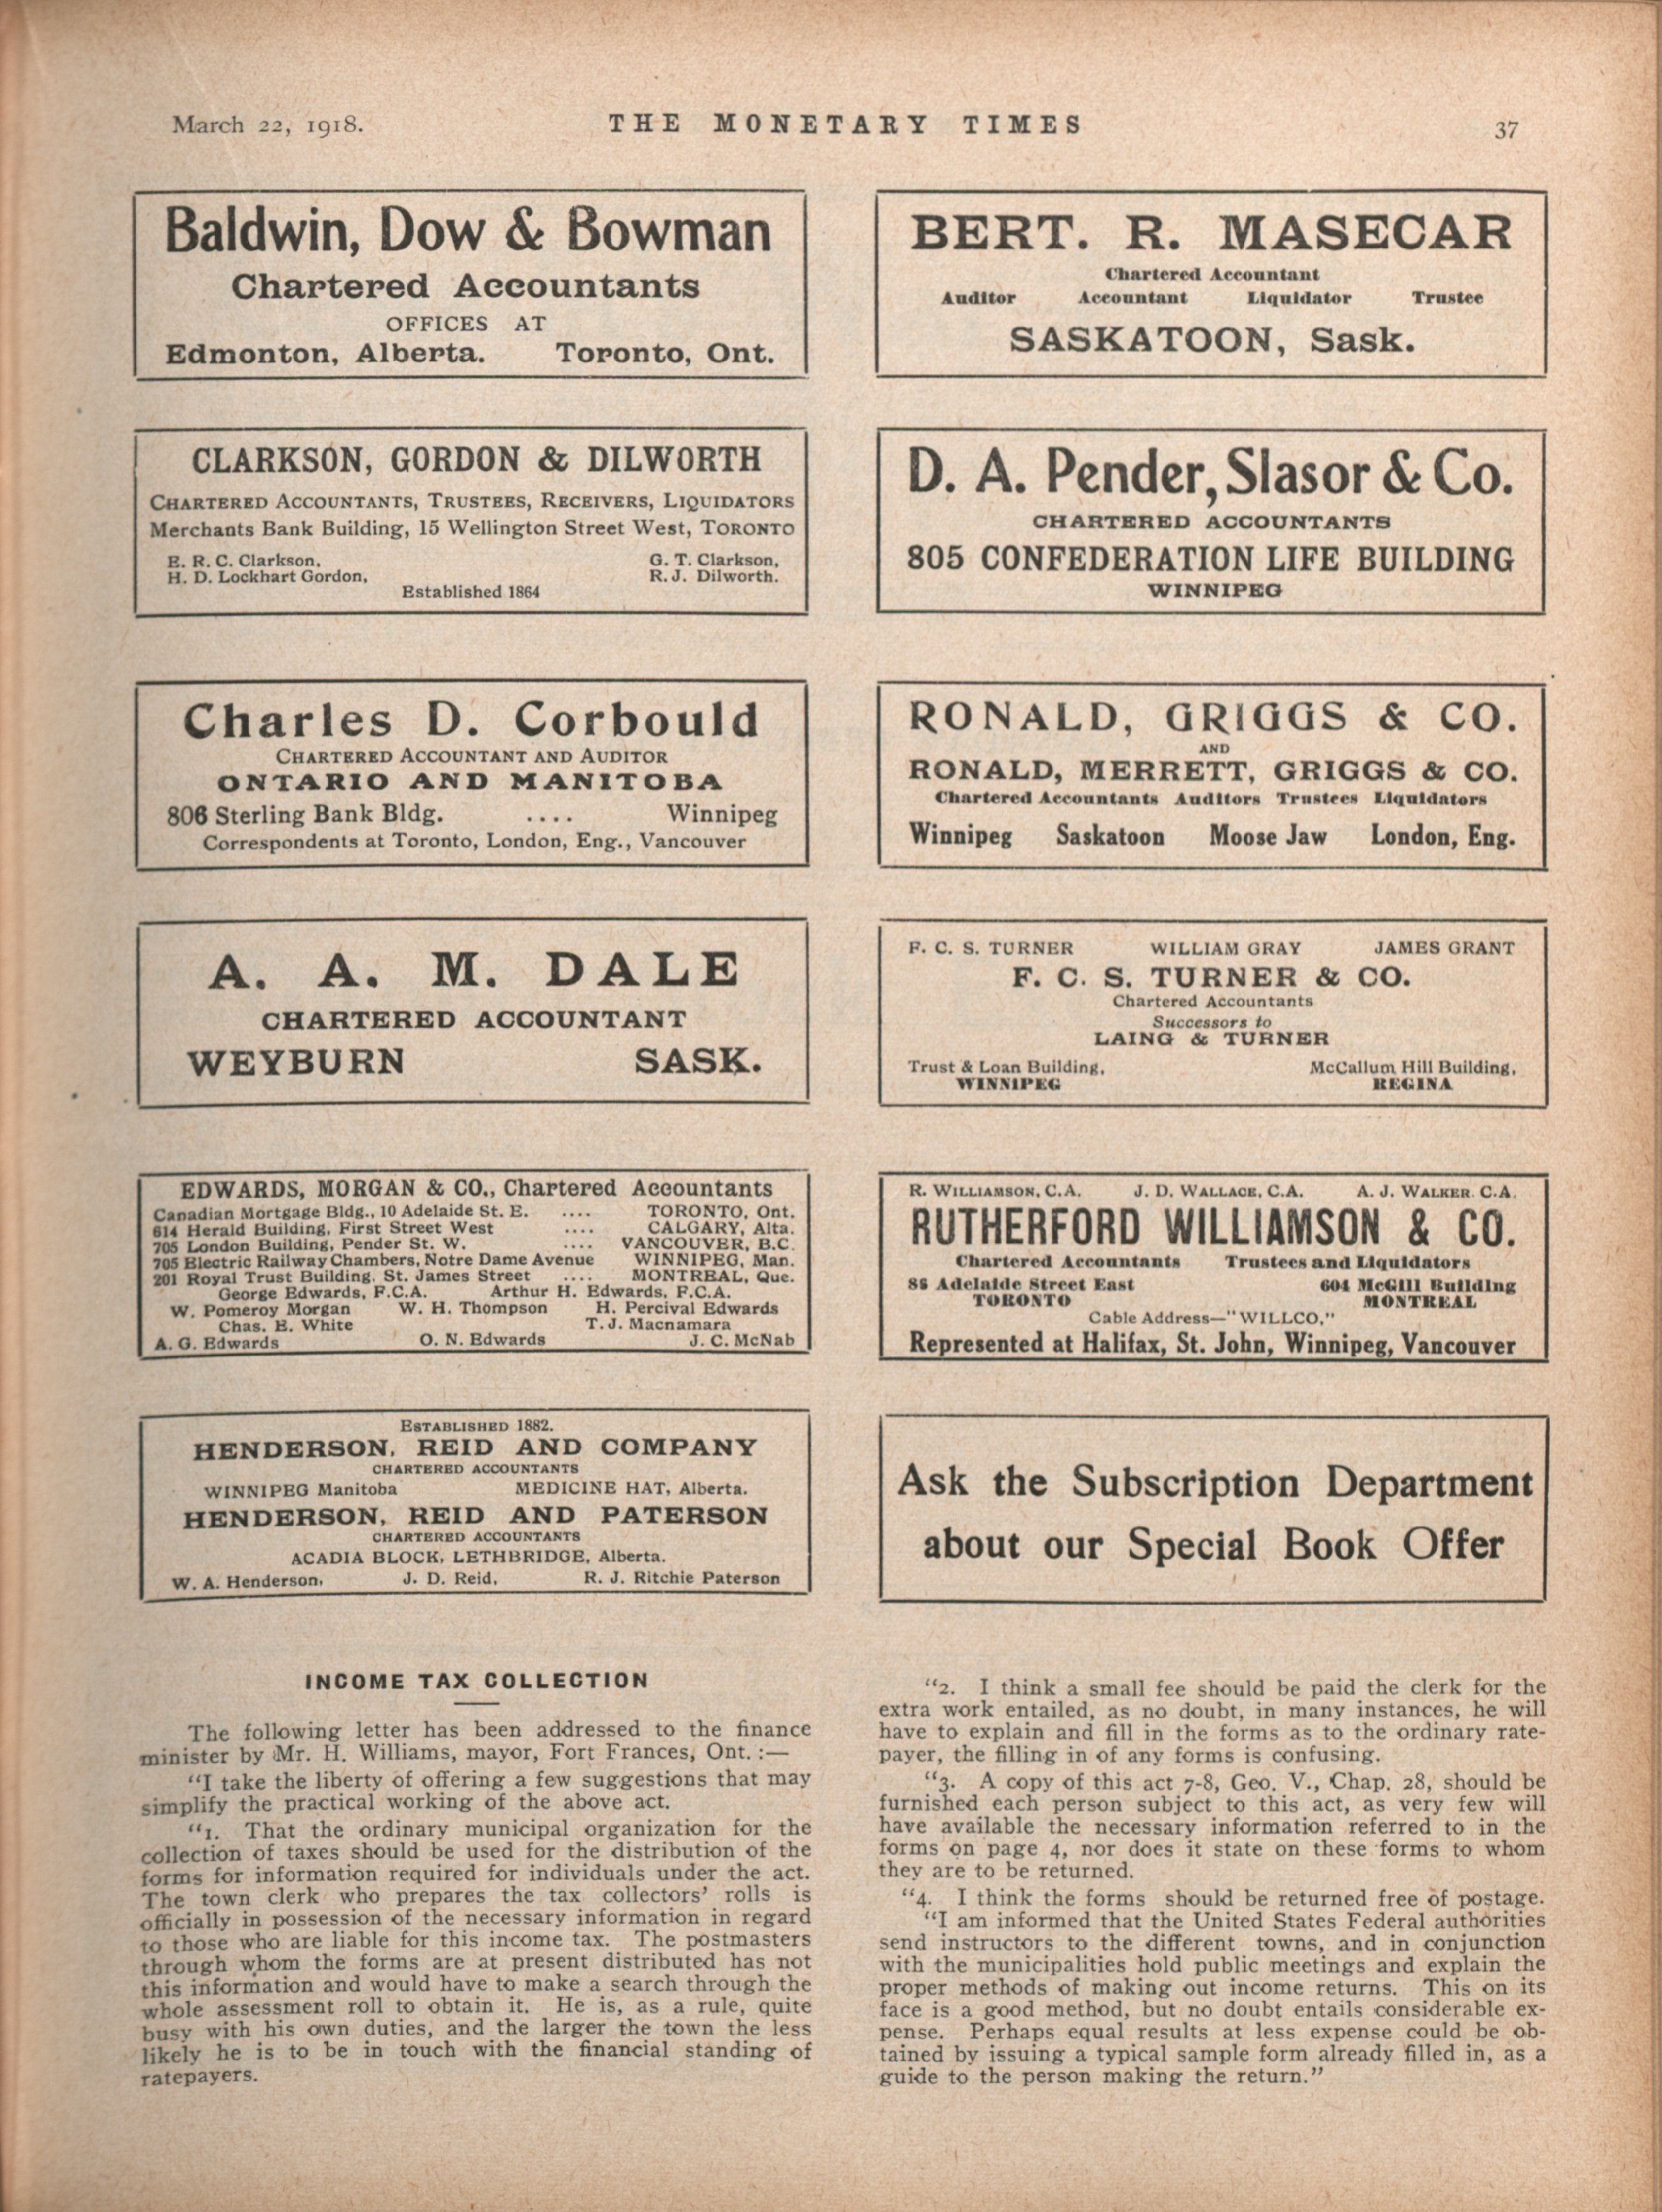 March 22, 1918.
THE MONETARY TIMES
37
Baldwin, Dow & Bowman
Chartered Accountants
OFFICES AT
Edmonton, Alberta. Toronto, Ont.
CLARKSON, GORDON & DILWORTH
CHARTERED ACCOUNTANTS, TRUSTEES, RECEIVERS, LIQUIDATORS
Merchants Bank Building, 15 Wellington Street West, TORONTO
E. R. C. Clarkson, G. T. Clarkson,
H. D. Lockhart Gordon, R. J. Dilworth.
Established 1864
Charles D. Corbould
CHARTERED ACCOUNTANT AND AUDITOR
ONTARIO AND MANITOBA
806 Sterling Bank Bldg. .... Winnipeg
Correspondents at Toronto, London, Eng., Vancouver
A. A. M. DALE
CHARTERED ACCOUNTANT
WEYBURN SASK.
EDWARDS, MORGAN & CO., Chartered Accountants
Canadian Mortgage Bldg., 10 Adelaide St. E. .... TORONTO, Ont.
614 Herald Building, First Street West .... CALGARY, Alta.
705 London Building, Pender St. W. .... VANCOUVER, B.C.
705 Electric Railway Chambers, Notre Dame Avenue WINNIPEG, Man.
201 Royal Trust Building, St. James Street .... MONTREAL, Que.
George Edwards, F.C.A. Arthur H. Edwards, F.C.A.
W. Pomeroy Morgan W. H. Thompson H. Percival Edwards
Chas. E. White T. J. Macnamara
A. G. Edwards O. N. Edwards J. C. McNab
ESTABLISHED 1882.
HENDERSON, REID AND COMPANY
CHARTERED ACCOUNTANTS
WINNIPEG Manitoba MEDICINE HAT, Alberta.
HENDERSON, REID AND PATERSON
CHARTERED ACCOUNTANTS
ACADIA BLOCK, LETHBRIDGE, Alberta.
W. A. Henderson, J. D. Reid, R. J. Ritchie Paterson
BERT. R. MASECAR
Chartered Accountant
Auditor Accountant Liquidator Trustee
SASKATOON, Sask.
D. A. Pender, Slasor & Co.
CHARTERED ACCOUNTANTS
805 CONFEDERATION LIFE BUILDING
WINNIPEG
RONALD, GRIGGS & CO.
AND
RONALD, MERRETT, GRIGGS & CO.
Chartered Accountants Auditors Trustees Liquidators
Winnipeg Saskatoon Moose Jaw London, Eng.
F. C. S. TURNER WILLIAM GRAY JAMES GRANT
F. C. S. TURNER & CO.
Chartered Accountants
Successors to
LAING & TURNER
Trust & Loan Building, McCallum Hill Building,
WINNIPEG REGINA
R. WILLIAMSON, C.A. J. D. WALLACE, C.A. A. J. WALKER. C.A.
RUTHERFORD WILLIAMSON & CO.
Chartered Accountants Trustees and Liquidators
86 Adelaide Street East 604 McGill Building
TORONTO MONTREAL
Cable Address—"WILLCO."
Represented at Halifax, St. John, Winnipeg, Vancouver
Ask the Subscription Department
about our Special Book Offer
INCOME TAX COLLECTION
The following letter has been addressed to the finance
minister by Mr. H. Williams, mayor, Fort Frances, Ont. :—
"I take the liberty of offering a few suggestions that may
simplify the practical working of the above act.
"1. That the ordinary municipal organization for the
collection of taxes should be used for the distribution of the
forms for information required for individuals under the act.
The town clerk who prepares the tax collectors' rolls is
officially in possession of the necessary information in regard
to those who are liable for this income tax. The postmasters
through whom the forms are at present distributed has not
this information and would have to make a search through the
whole assessment roll to obtain it. He is, as a rule, quite
busy with his own duties, and the larger the town the less
likely he is to be in touch with the financial standing of
ratepayers.
"2. I think a small fee should be paid the clerk for the
extra work entailed, as no doubt, in many instances, he will
have to explain and fill in the forms as to the ordinary rate-
payer, the filling in of any forms is confusing.
"3. A copy of this act 7-8, Geo. V., Chap. 28, should be
furnished each person subject to this act, as very few will
have available the necessary information referred to in the
forms on page 4, nor does it state on these forms to whom
they are to be returned.
"4. I think the forms should be returned free of postage.
"I am informed that the United States Federal authorities
send instructors to the different towns, and in conjunction
with the municipalities hold public meetings and explain the
proper methods of making out income returns. This on its
face is a good method, but no doubt entails considerable ex-
pense. Perhaps equal results at less expense could be ob-
tained by issuing a typical sample form already filled in, as a
guide to the person making the return."